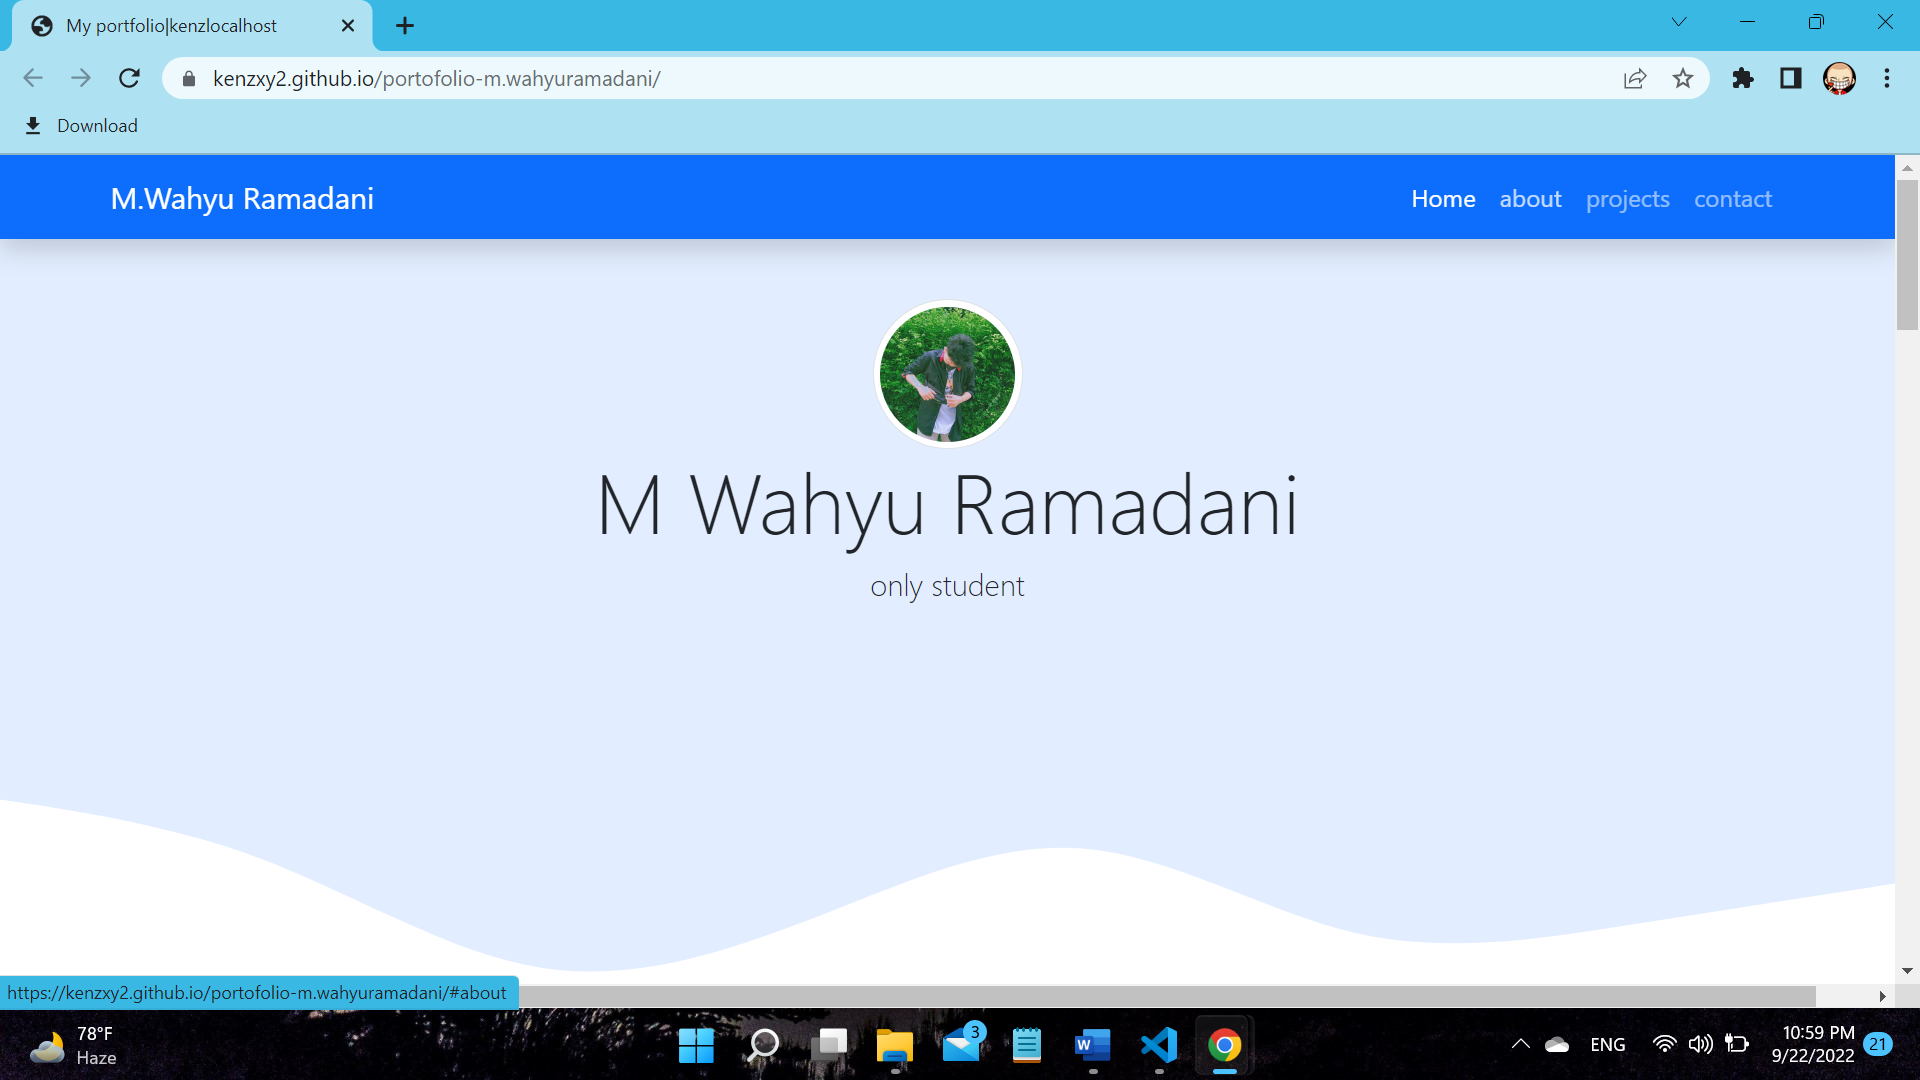 My portfolio|kenzlocalhost
kenzxy2.github.io/portofolio-m.wahyuramadani/
Download
M.Wahyu Ramadani
Home about projects contact
M Wahyu Ramadani
only student
https://kenzxy2.github.io/portofolio-m.wahyuramadani/#about
78°F
Haze
3
W
ENG
10:59 PM
9/22/2022
21